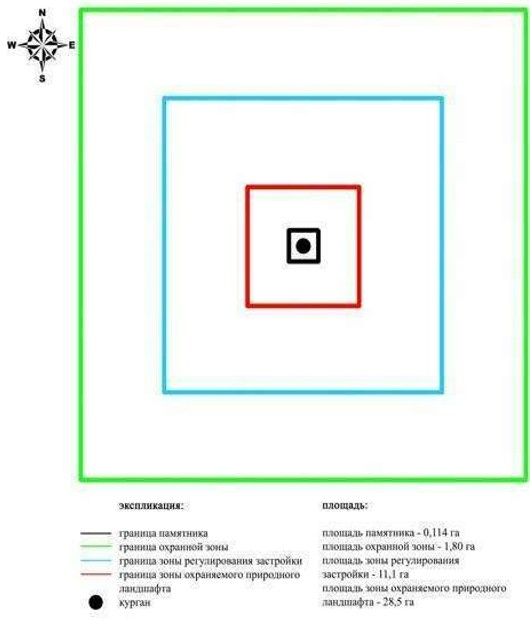 N
W E
S
экспликация:
площадь:
граница памятника
граница охранной зоны
граница зоны регулирования застройки
граница зоны охраняемого природного
ландшафта
курган
площадь памятника - 0,114 га
площадь охранной зоны - 1,80 га
площадь зоны регулирования
застройки - 11,1 га
площадь зоны охраняемого природного
ландшафта - 28,5 га